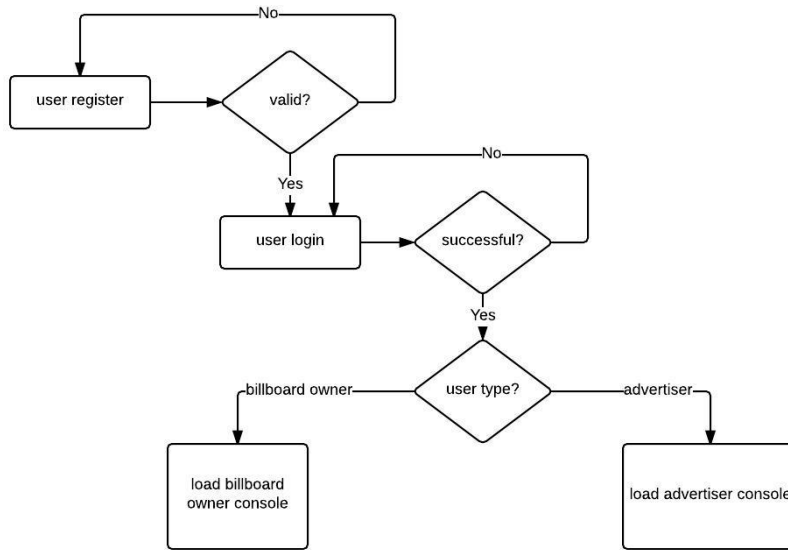 No
user register
valid?
Yes
No
user login
successful?
Yes
billboard owner
user type?
advertiser
load billboard
owner console
load advertiser console